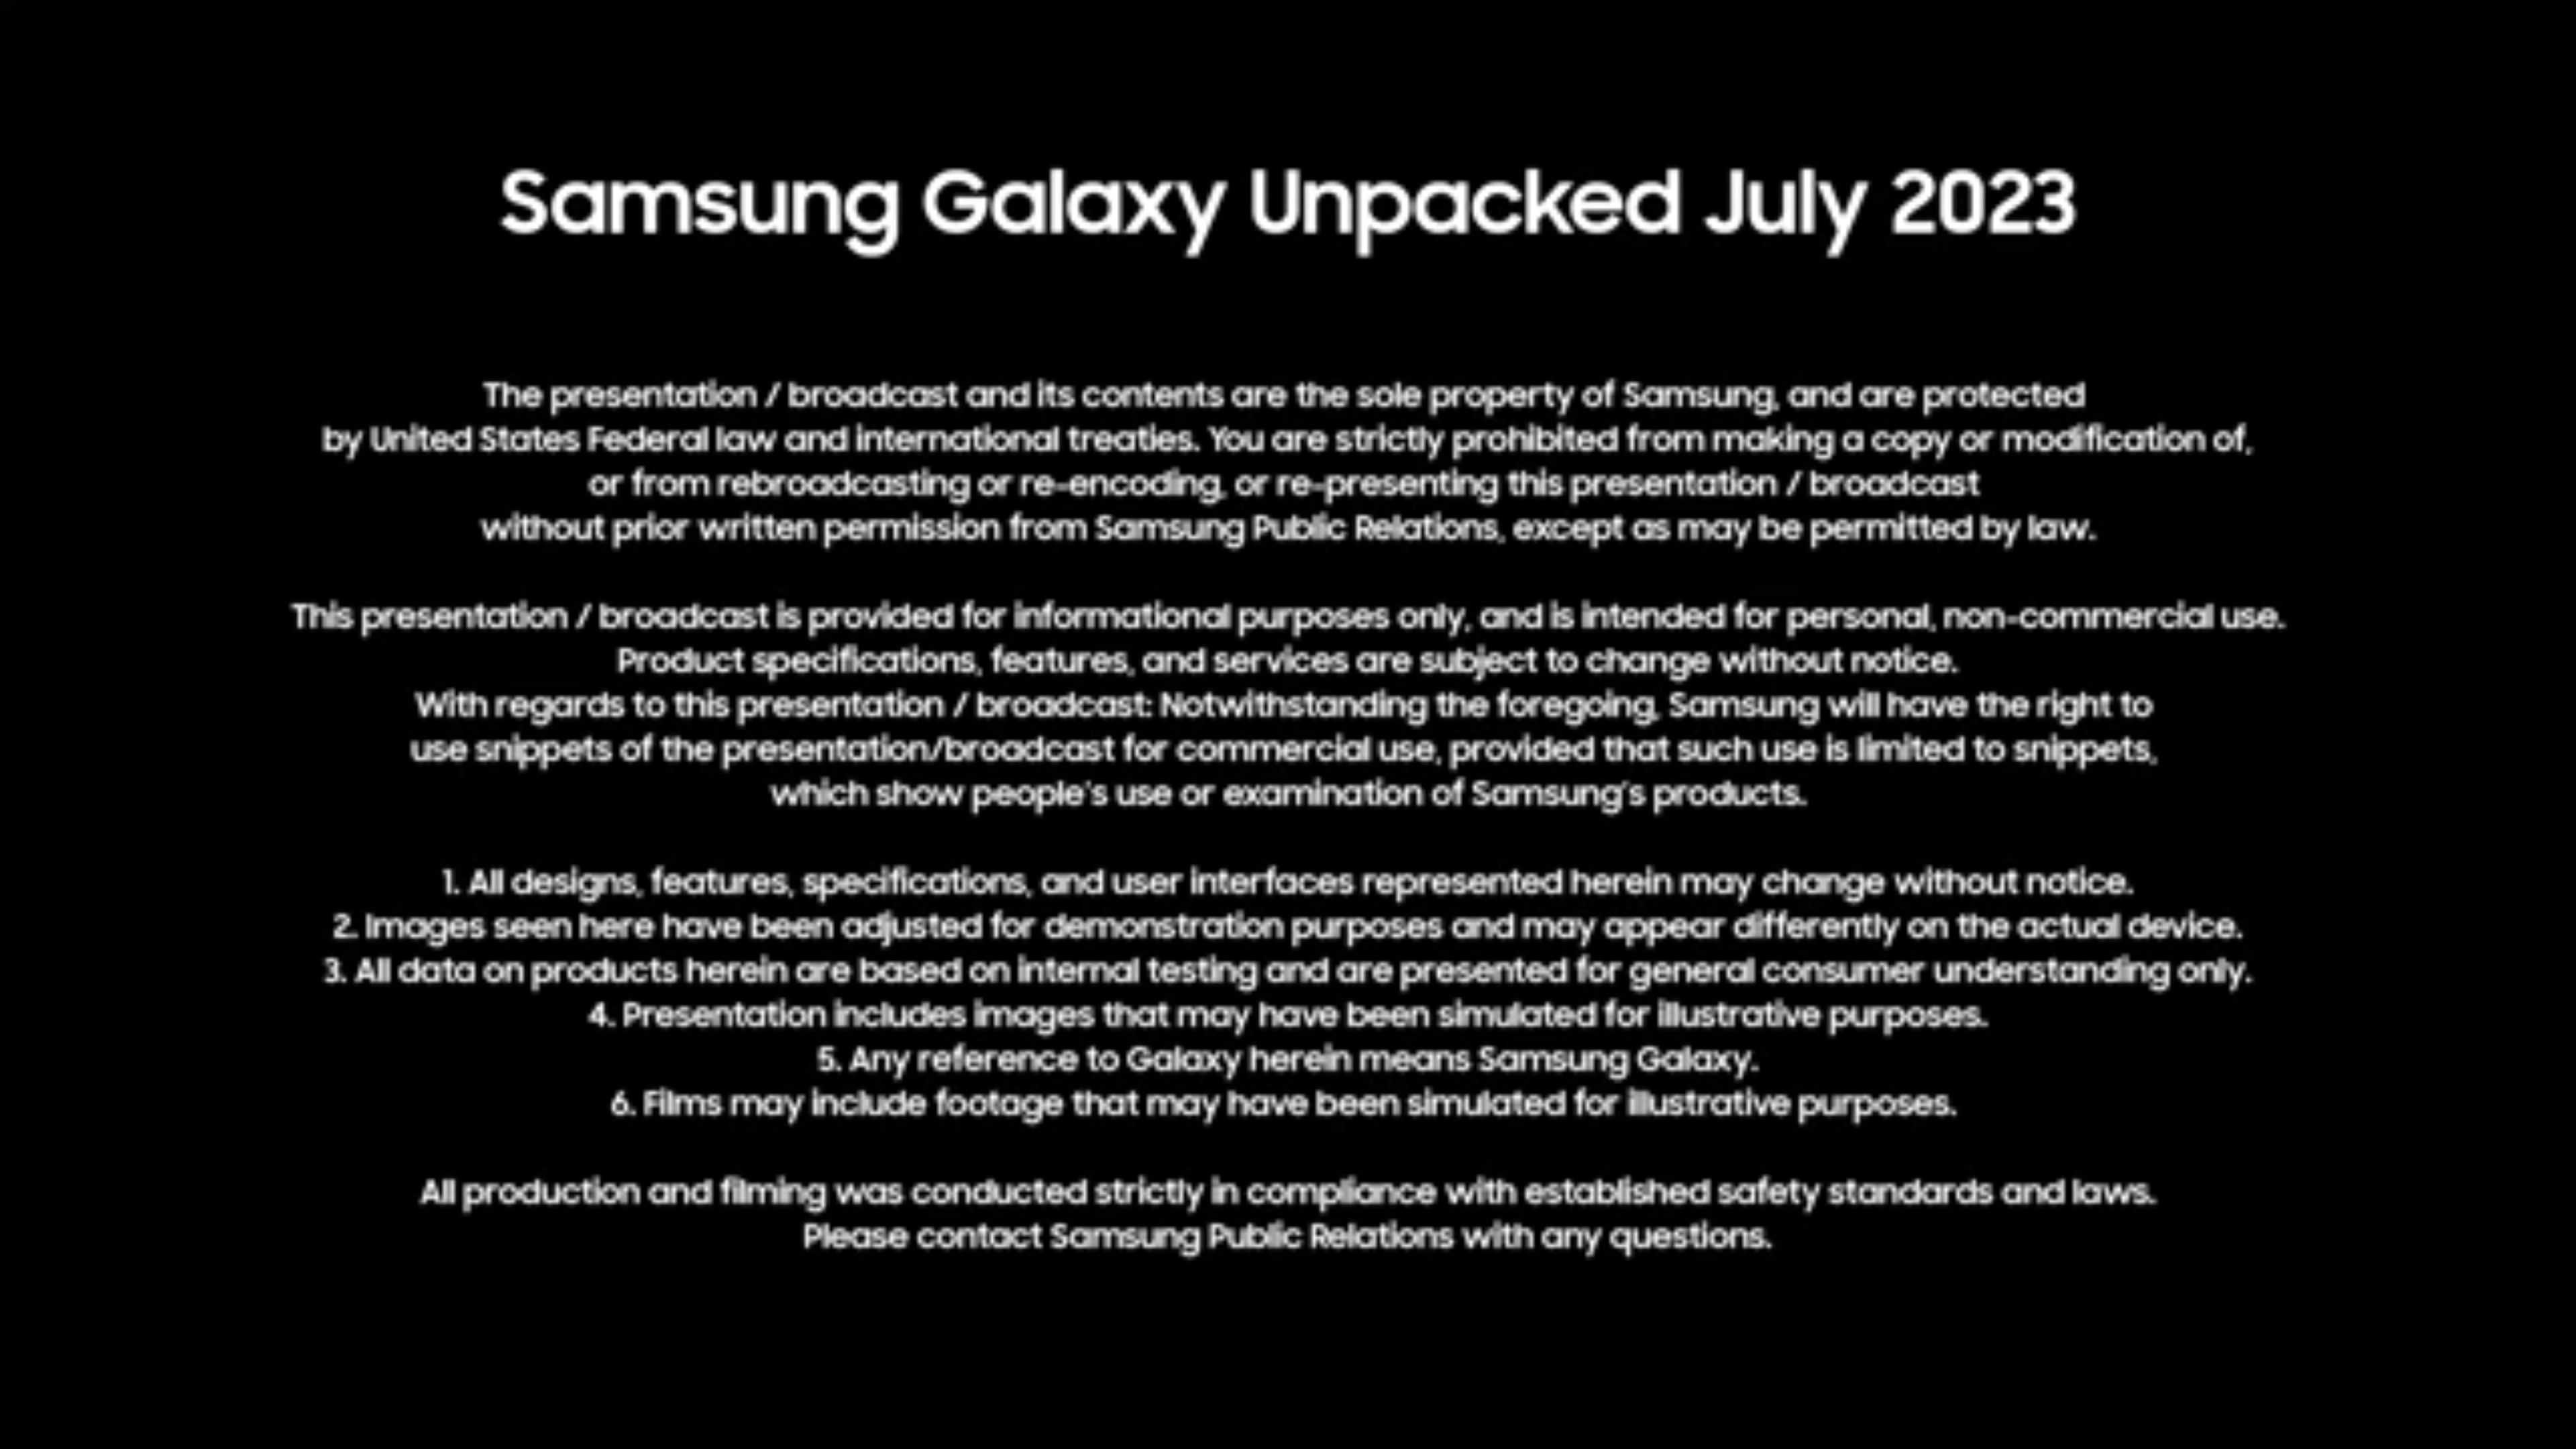 Samsung Galaxy Unpacked July 2023
The presentation / broadcast and its contents are the sole property of Samsung, and are protected
by United States Federal law and international treaties. You are strictly prohibited from making a copy or modification of,
or from rebroadcasting or re-encoding, or re-presenting this presentation / broadcast
without prior written permission from Samsung Public Relations, except as may be permitted by law.
This presentation / broadcast is provided for informational purposes only, and is intended for personal, non-commercial use.
Product specifications, features, and services are subject to change without notice.
With regards to this presentation / broadcast: Notwithstanding the foregoing, Samsung will have the right to
use snippets of the presentation/broadcast for commercial use, provided that such use is limited to snippets,
which show people's use or examination of Samsung's products.
1. All designs, features, specifications, and user interfaces represented herein may change without notice.
2. Images seen here have been adjusted for demonstration purposes and may appear differently on the actual device.
3. All data on products herein are based on internal testing and are presented for general consumer understanding only.
4. Presentation includes images that may have been simulated for illustrative purposes.
5. Any reference to Galaxy herein means Samsung Galaxy.
6. Films may include footage that may have been simulated for illustrative purposes.
All production and filming was conducted strictly in compliance with established safety standards and laws.
Please contact Samsung Public Relations with any questions.